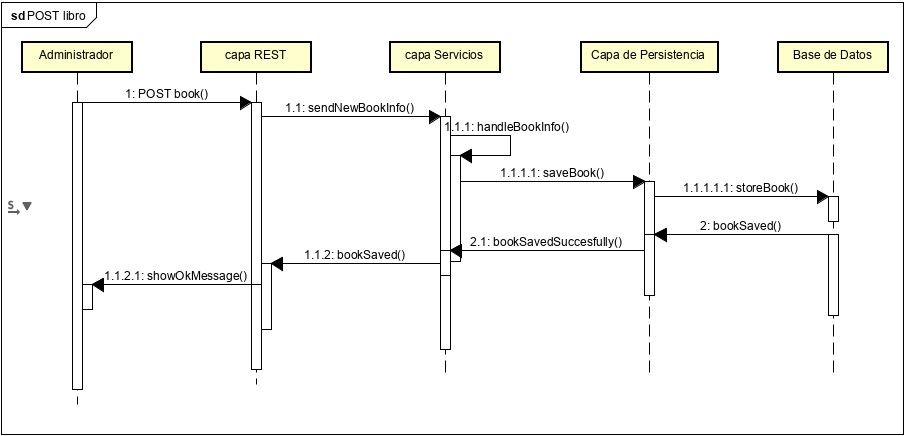 sd POST libro
Administrador
capa REST
capa Servicios
Capa de Persistencia
Base de Datos
1: POST book()
1.1: sendNewBookInfo()
1.1.1: handleBookInfo()
1.1.1.1: saveBook()
1.1.1.1.1: storeBook()
S
2: bookSaved()
2.1: bookSavedSuccesfully()
1.1.2: bookSaved()
1.1.2.1: showOkMessage()